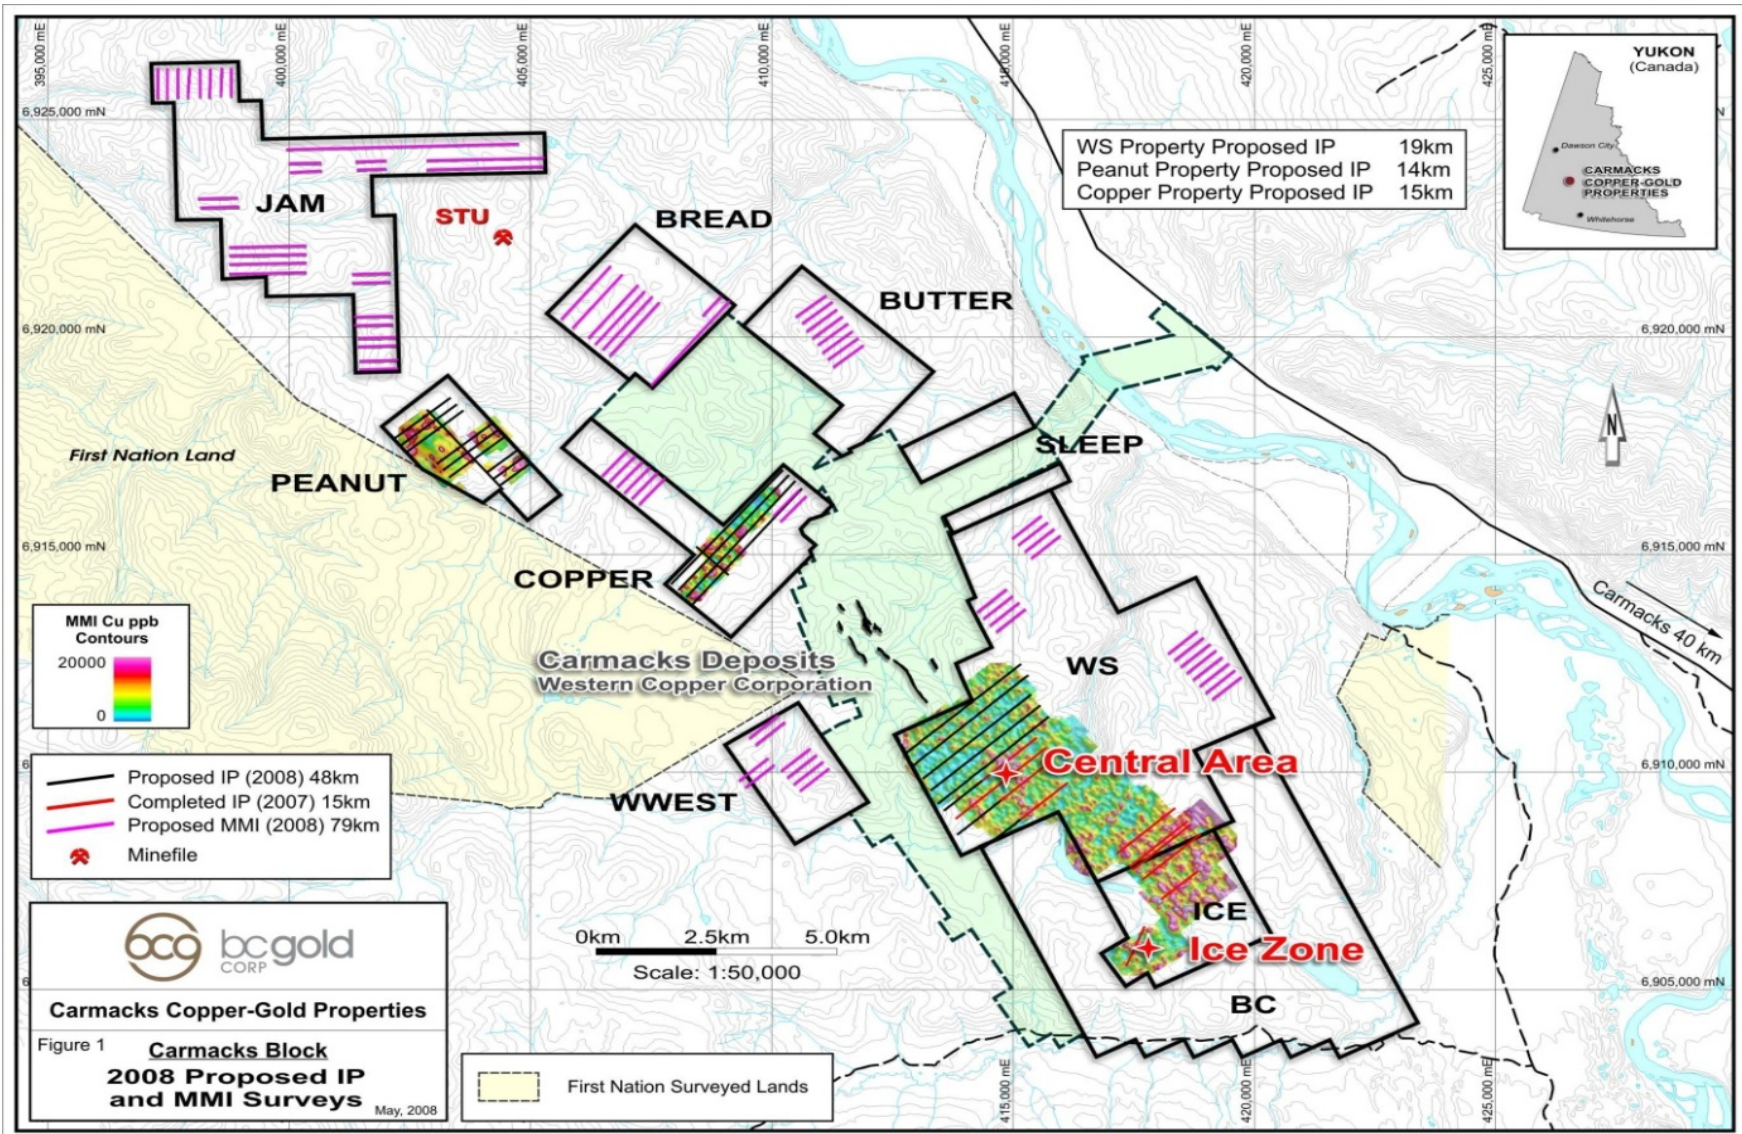 395,000 mE
400,000 mE
405,000 mE
410,000 mE
420,000 mE
425,000 mE
6,925,000 mN
YUKON
(Canada)
Dawson City
CARMACKS
COPPER-GOLD
PROPERTIES
Whitehorse
WS Property Proposed IP 19km
Peanut Property Proposed IP 14km
Copper Property Proposed IP 15km
JAM
STU
BREAD
BUTTER
6,920,000 mN
6,920,000 mN
SLEEP
N
First Nation Land
PEANUT
6,915,000 mN
6,915,000 mN
COPPER
Carmacks 40 km
MMI Cu ppb
Contours
20000
0
Carmacks Deposits
Western Copper Corporation
WS
Central Area
6,910,000 mN
WWEST
Proposed IP (2008) 48km
Completed IP (2007) 15km
Proposed MMI (2008) 79km
Minefile
ICE
Ice Zone
0km 2.5km 5.0km
Scale: 1:50,000
6,905,000 mN
BC
bcg bcgold
CORP
Carmacks Copper-Gold Properties
Figure 1
Carmacks Block
2008 Proposed IP
and MMI Surveys
May, 2008
First Nation Surveyed Lands
415,000 mE
420,000 mE
425,000 mE